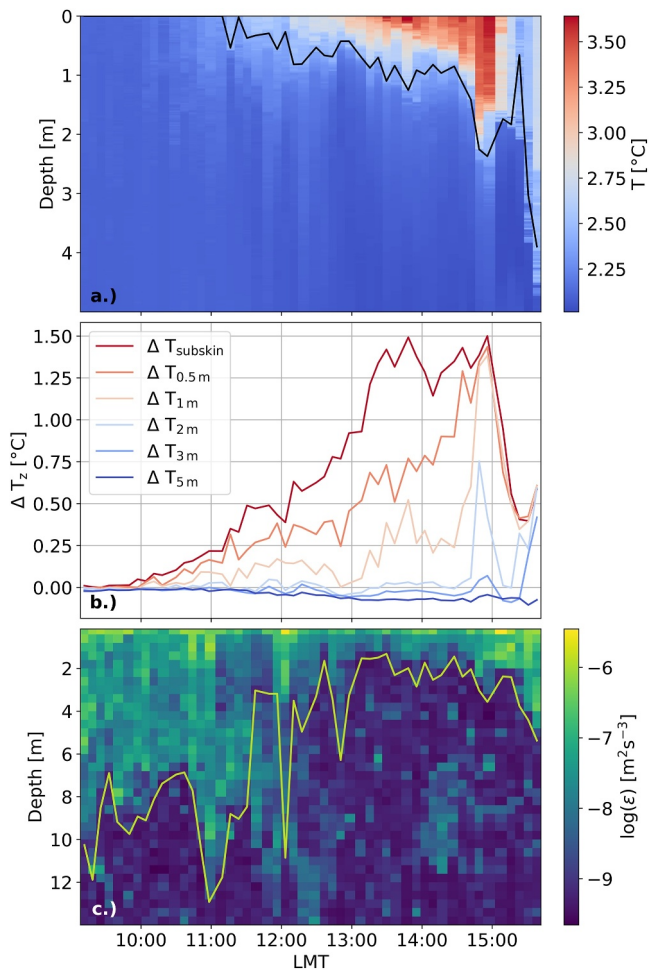 0
1
2
3
4
Depth [m]
a.)
3.50
3.25
3.00
2.75
2.50
2.25
T [°C]
1.50
1.25
1.00
0.75
0.50
0.25
0.00
Δ T_z [°C]
Δ T_subskin
Δ T_0.5 m
Δ T_1 m
Δ T_2 m
Δ T_3 m
Δ T_5 m
b.)
2
4
6
8
10
12
Depth [m]
c.)
−6
−7
−8
−9
log(ε) [m²s⁻³]
10:00 11:00 12:00 13:00 14:00 15:00
LMT